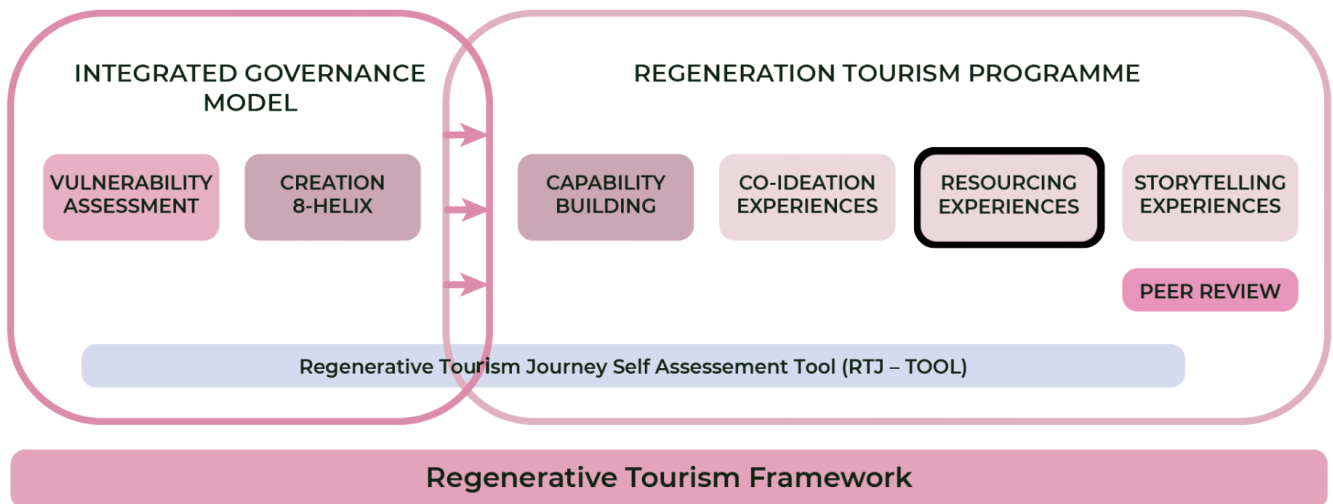 INTEGRATED GOVERNANCE
MODEL
VULNERABILITY
ASSESSMENT
CREATION
8-HELIX
REGENERATION TOURISM PROGRAMME
CAPABILITY
BUILDING
CO-IDEATION
EXPERIENCES
RESOURCING
EXPERIENCES
STORYTELLING
EXPERIENCES
PEER REVIEW
Regenerative Tourism Journey Self Assessement Tool (RTJ – TOOL)
Regenerative Tourism Framework